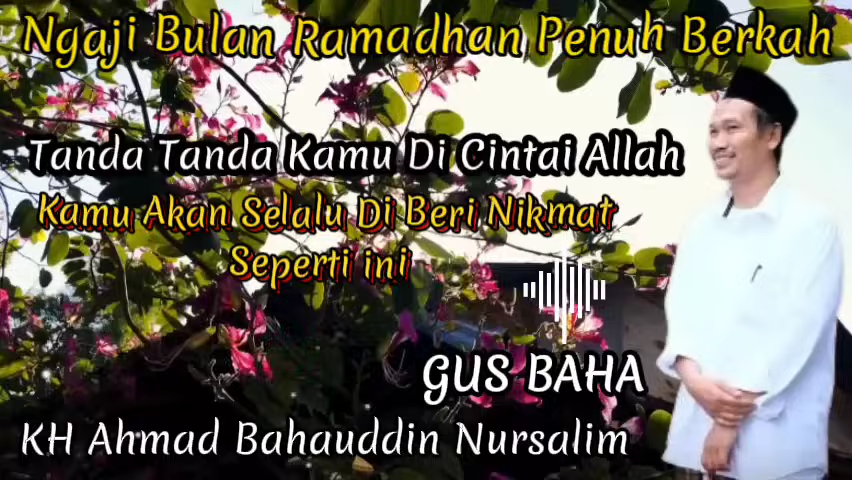 Ngaji Bulan Ramadhan Penuh Berkah
Tanda Tanda Kamu Di Cintai Allah
Kamu Akan Selalu Di Beri Nikmat
Seperti ini
GUS BAHA
KH Ahmad Bahauddin Nursalim